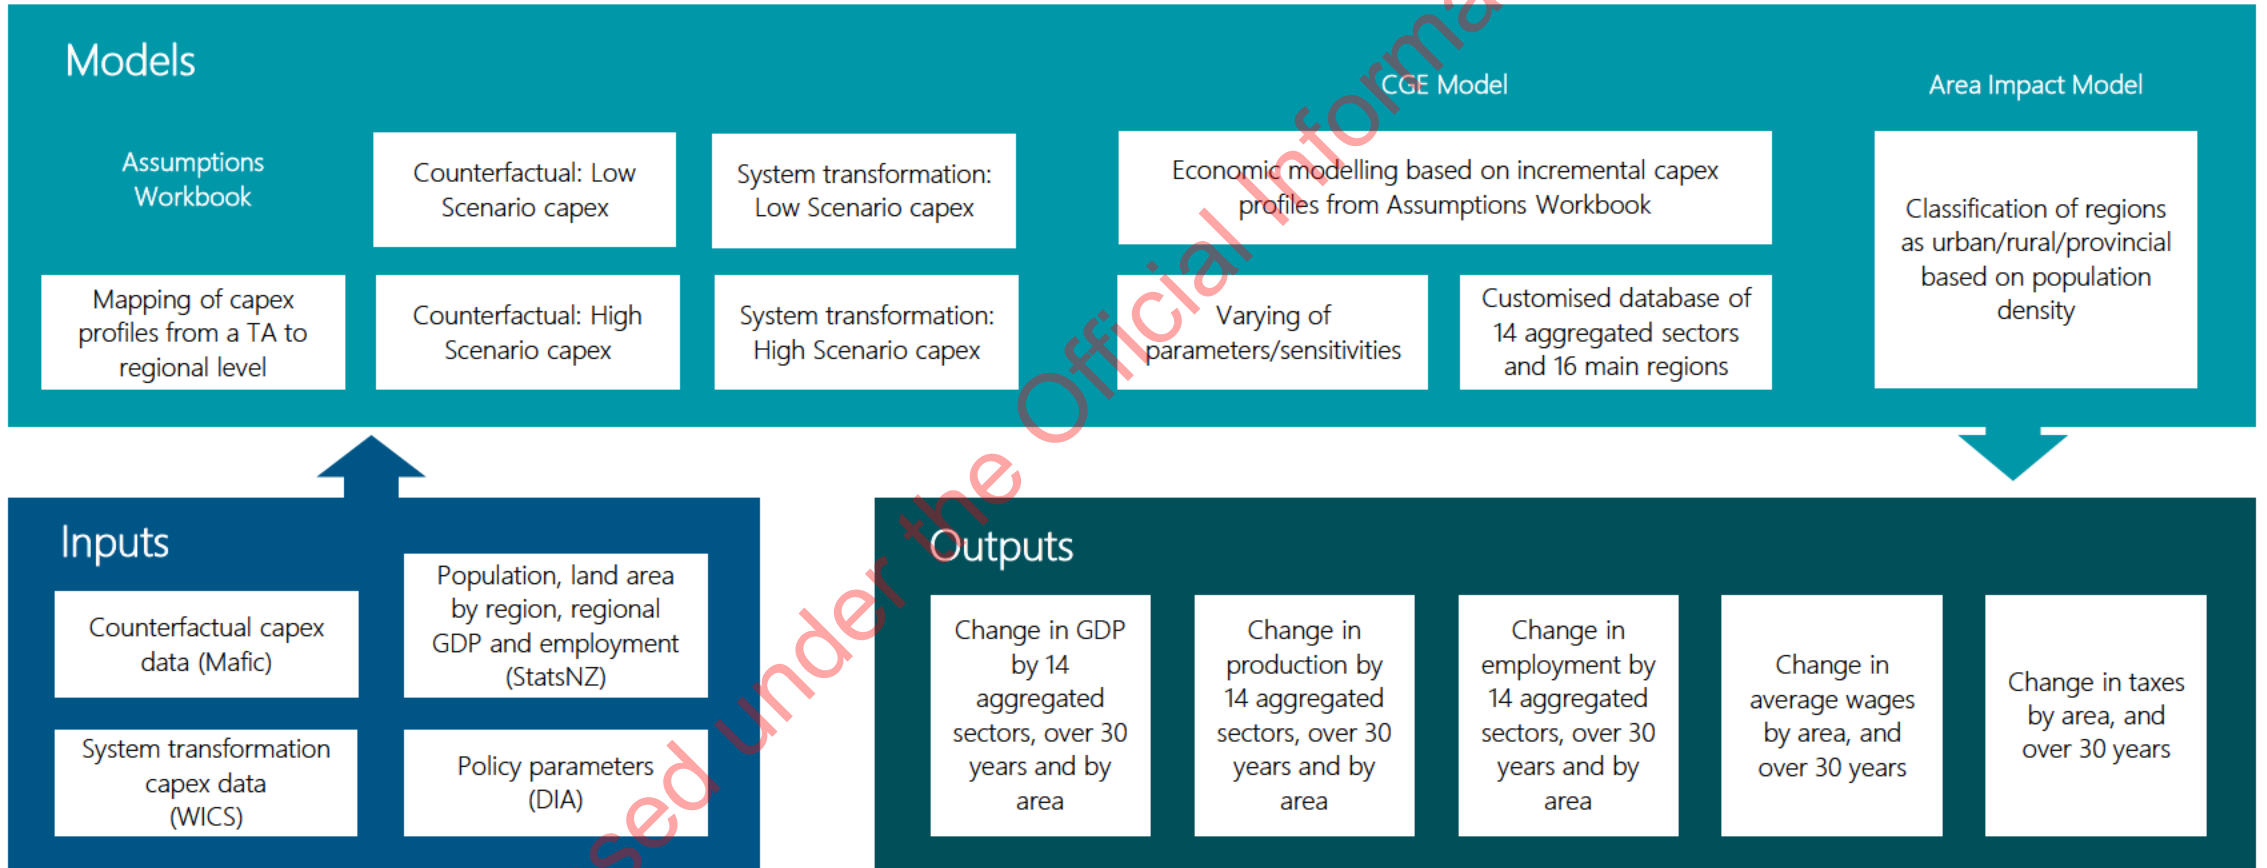 Models
Assumptions
Workbook
Counterfactual: Low
Scenario capex
System transformation:
Low Scenario capex
Mapping of capex
profiles from a TA to
regional level
Counterfactual: High
Scenario capex
System transformation:
High Scenario capex
CGE Model
Economic modelling based on incremental capex
profiles from Assumptions Workbook
Varying of
parameters/sensitivities
Customised database of
14 aggregated sectors
and 16 main regions
Area Impact Model
Classification of regions
as urban/rural/provincial
based on population
density
Inputs
Counterfactual capex
data (Mafic)
Population, land area
by region, regional
GDP and employment
(StatsNZ)
System transformation
capex data
(WICS)
Policy parameters
(DIA)
Outputs
Change in GDP
by 14
aggregated
sectors, over 30
years and by
area
Change in
production by
14 aggregated
sectors, over 30
years and by
area
Change in
employment by
14 aggregated
sectors, over 30
years and by
area
Change in
average wages
by area, and
over 30 years
Change in taxes
by area, and
over 30 years
sed under the Official Informa